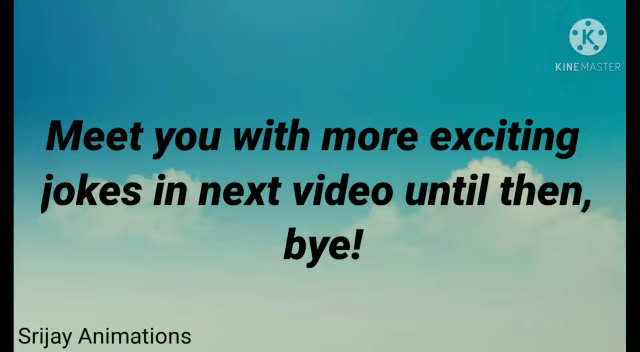 KINEMASTER
Meet you with more exciting
jokes in next video until then,
bye!
Srijay Animations